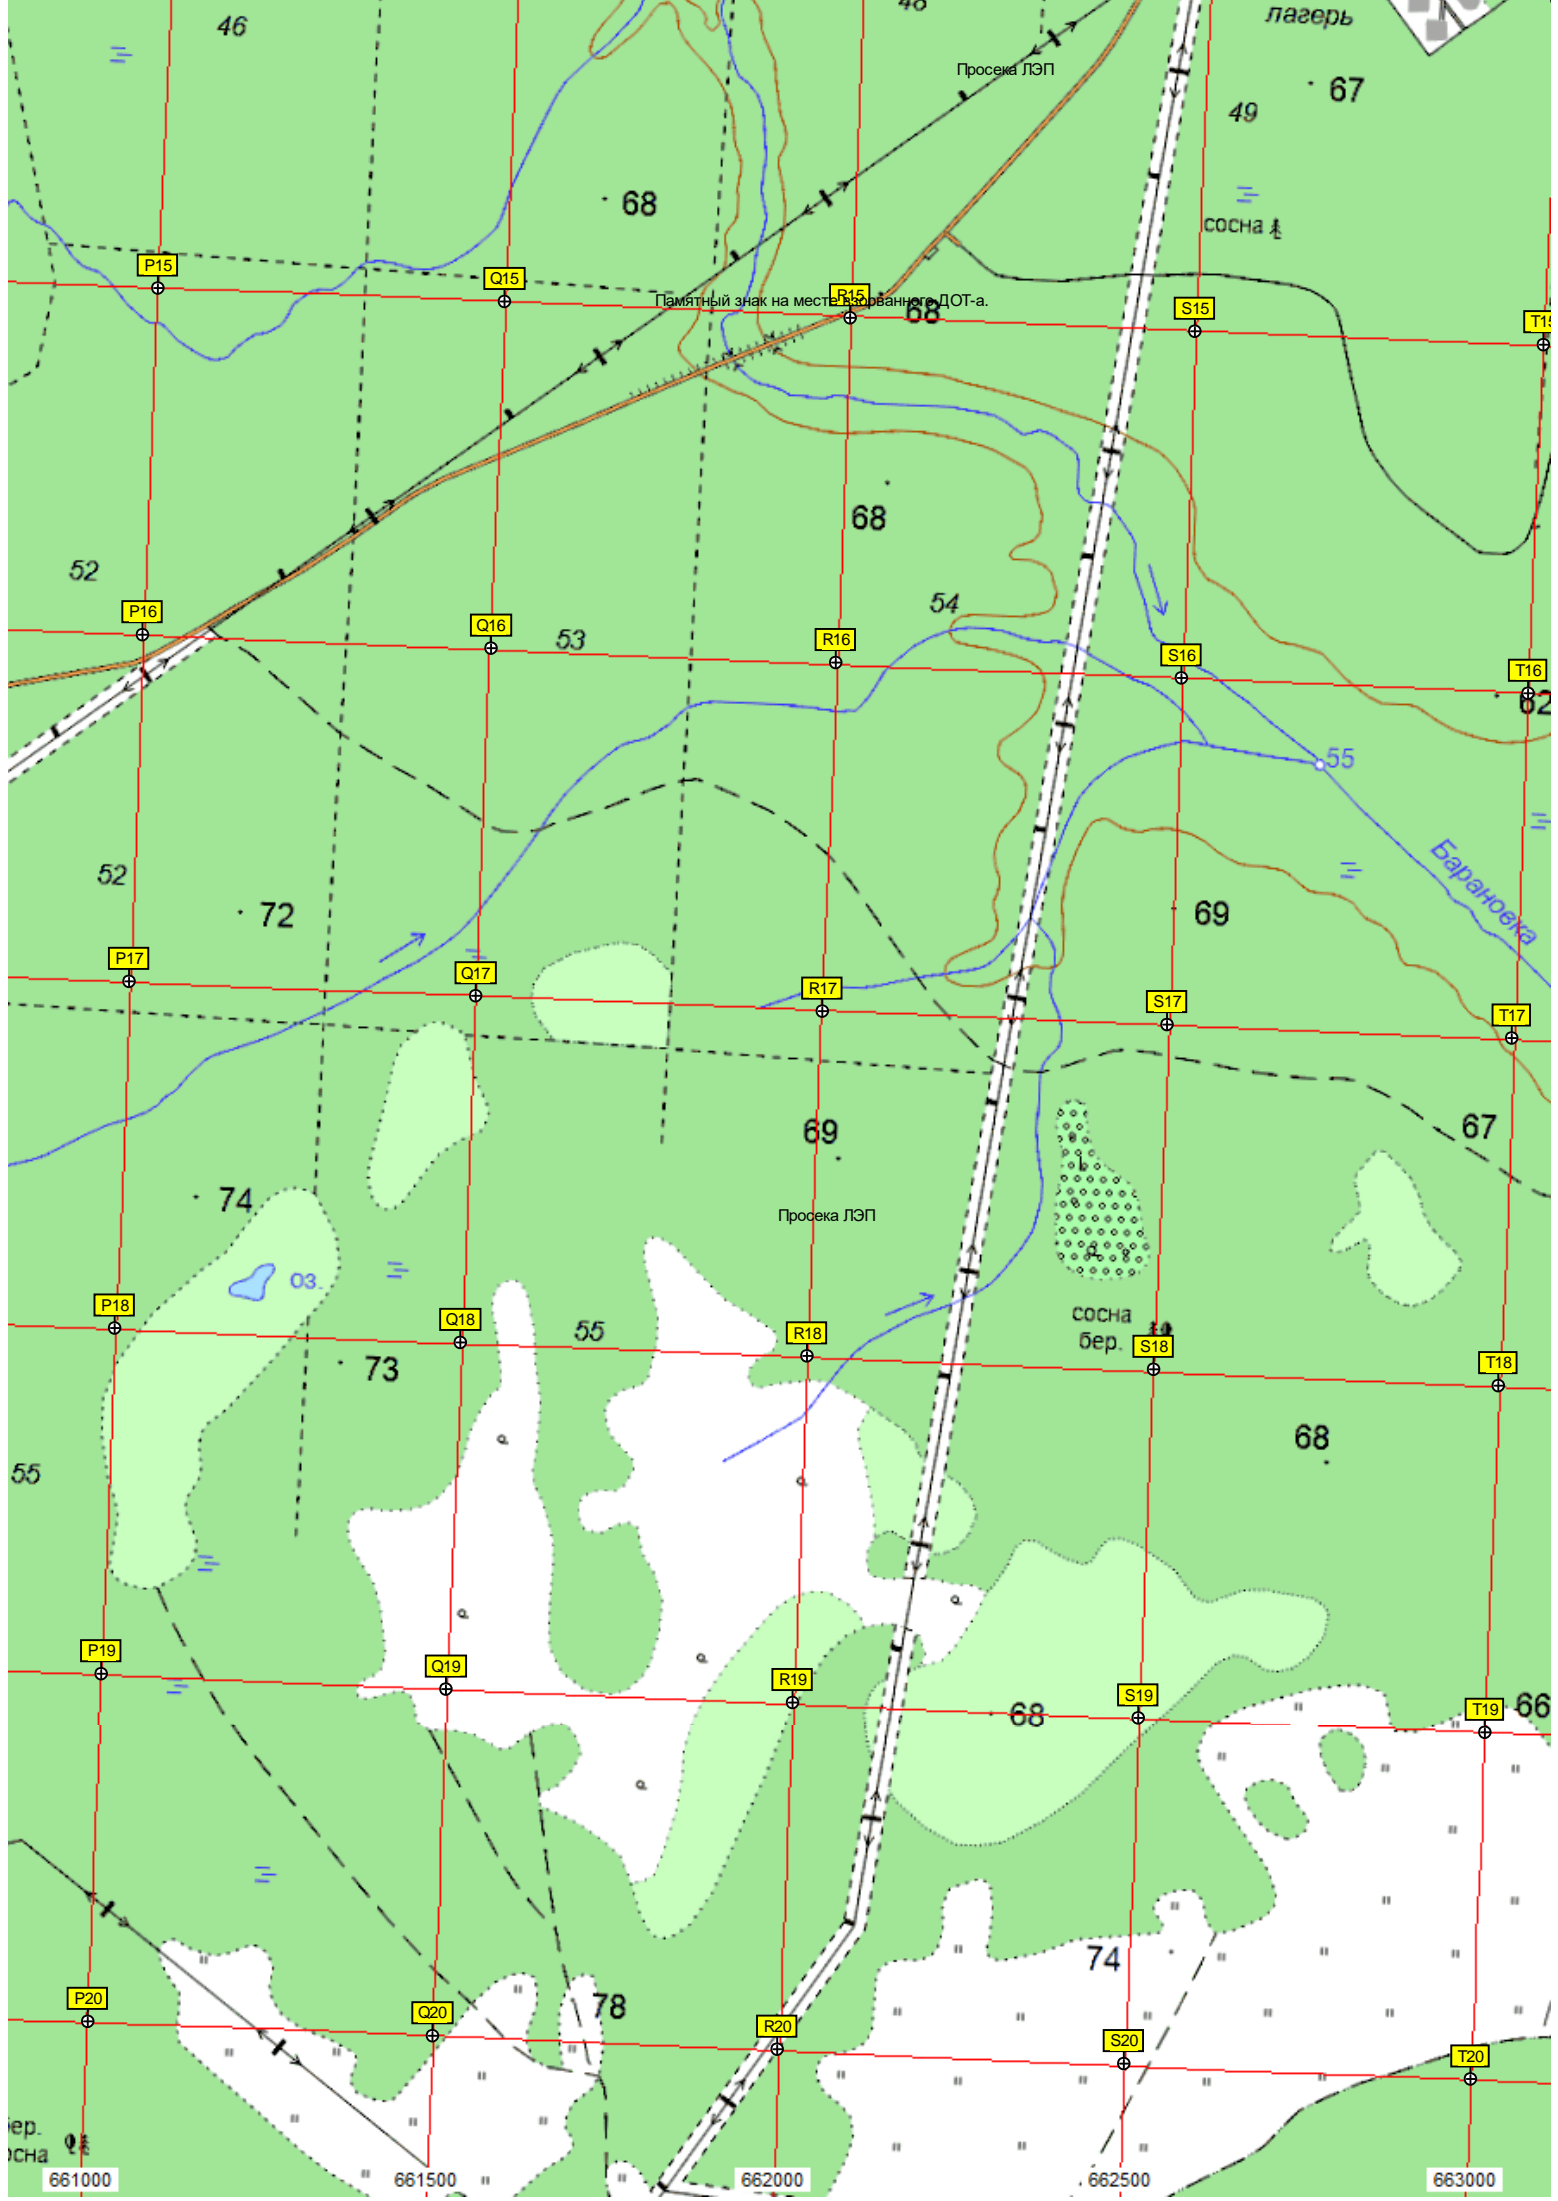 46
48
лагерь
Просека ЛЭП
67
49
68
сосна
P15
Q15
Памятный знак на месте взорванного ДОТ-а.
R15
68
S15
68
52
P16
54
Q16
53
R16
S16
T16
62
55
Барановка
52
72
69
P17
Q17
R17
S17
T17
69
67
74
Просека ЛЭП
оз.
P18
Q18
55
R18
сосна
бер.
S18
T18
73
68
55
P19
Q19
R19
68
S19
T19
66
74
P20
Q20
78
R20
S20
T20
661000
661500
662000
662500
663000